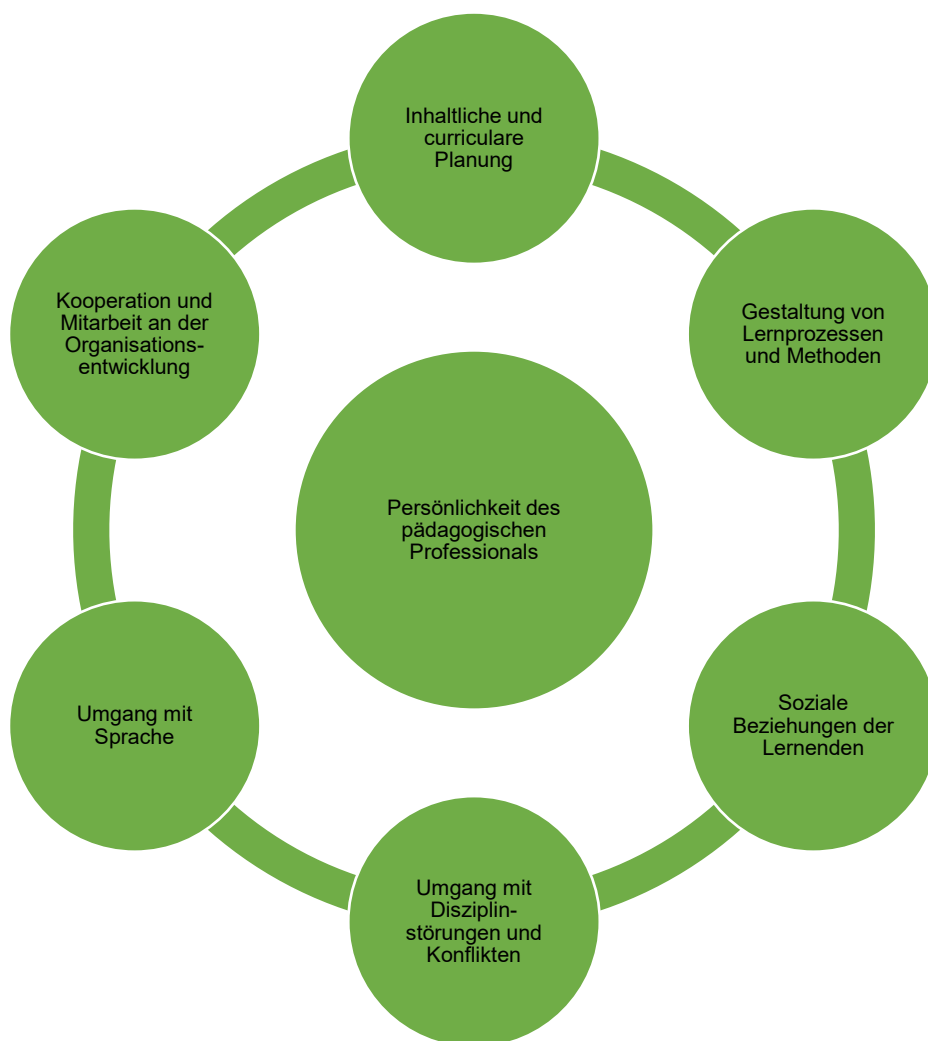 Inhaltliche und
curriculare
Planung
Kooperation und
Mitarbeit an der
Organisations-
entwicklung
Gestaltung von
Lernprozessen
und Methoden
Persönlichkeit des
pädagogischen
Professionals
Umgang mit
Sprache
Soziale
Beziehungen der
Lernenden
Umgang mit
Disziplin-
störungen und
Konflikten